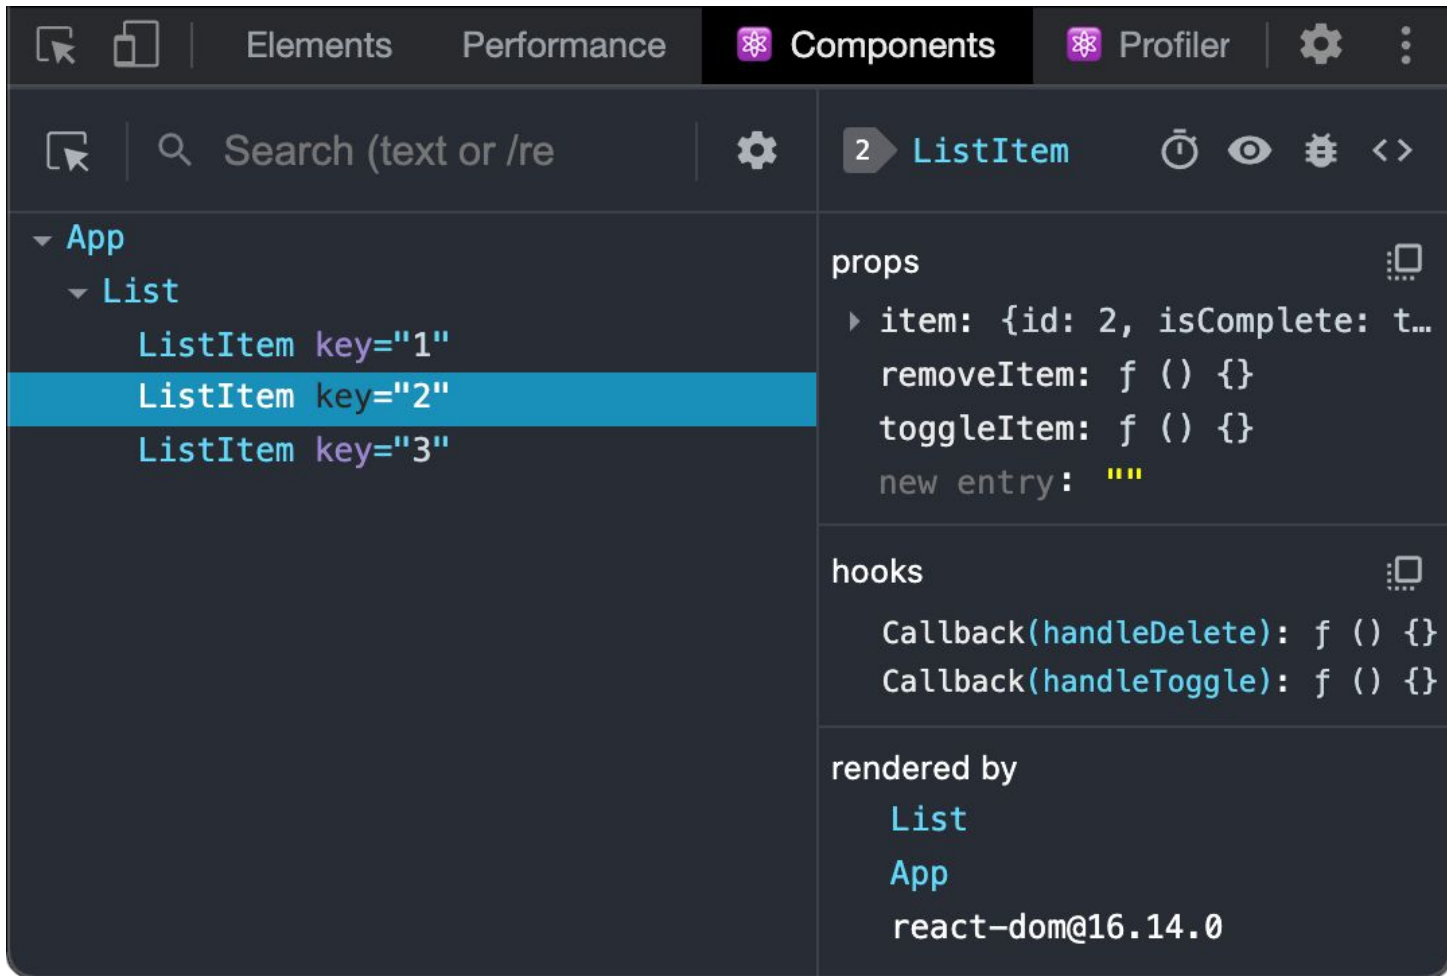 Elements Performance Components Profiler
Search (text or /re
App
List
ListItem key="1"
ListItem key="2"
ListItem key="3"
2 ListItem
props
item: {id: 2, isComplete: t…
removeItem: ƒ () {}
toggleItem: ƒ () {}
new entry: ""
hooks
Callback(handleDelete): ƒ () {}
Callback(handleToggle): ƒ () {}
rendered by
List
App
react-dom@16.14.0